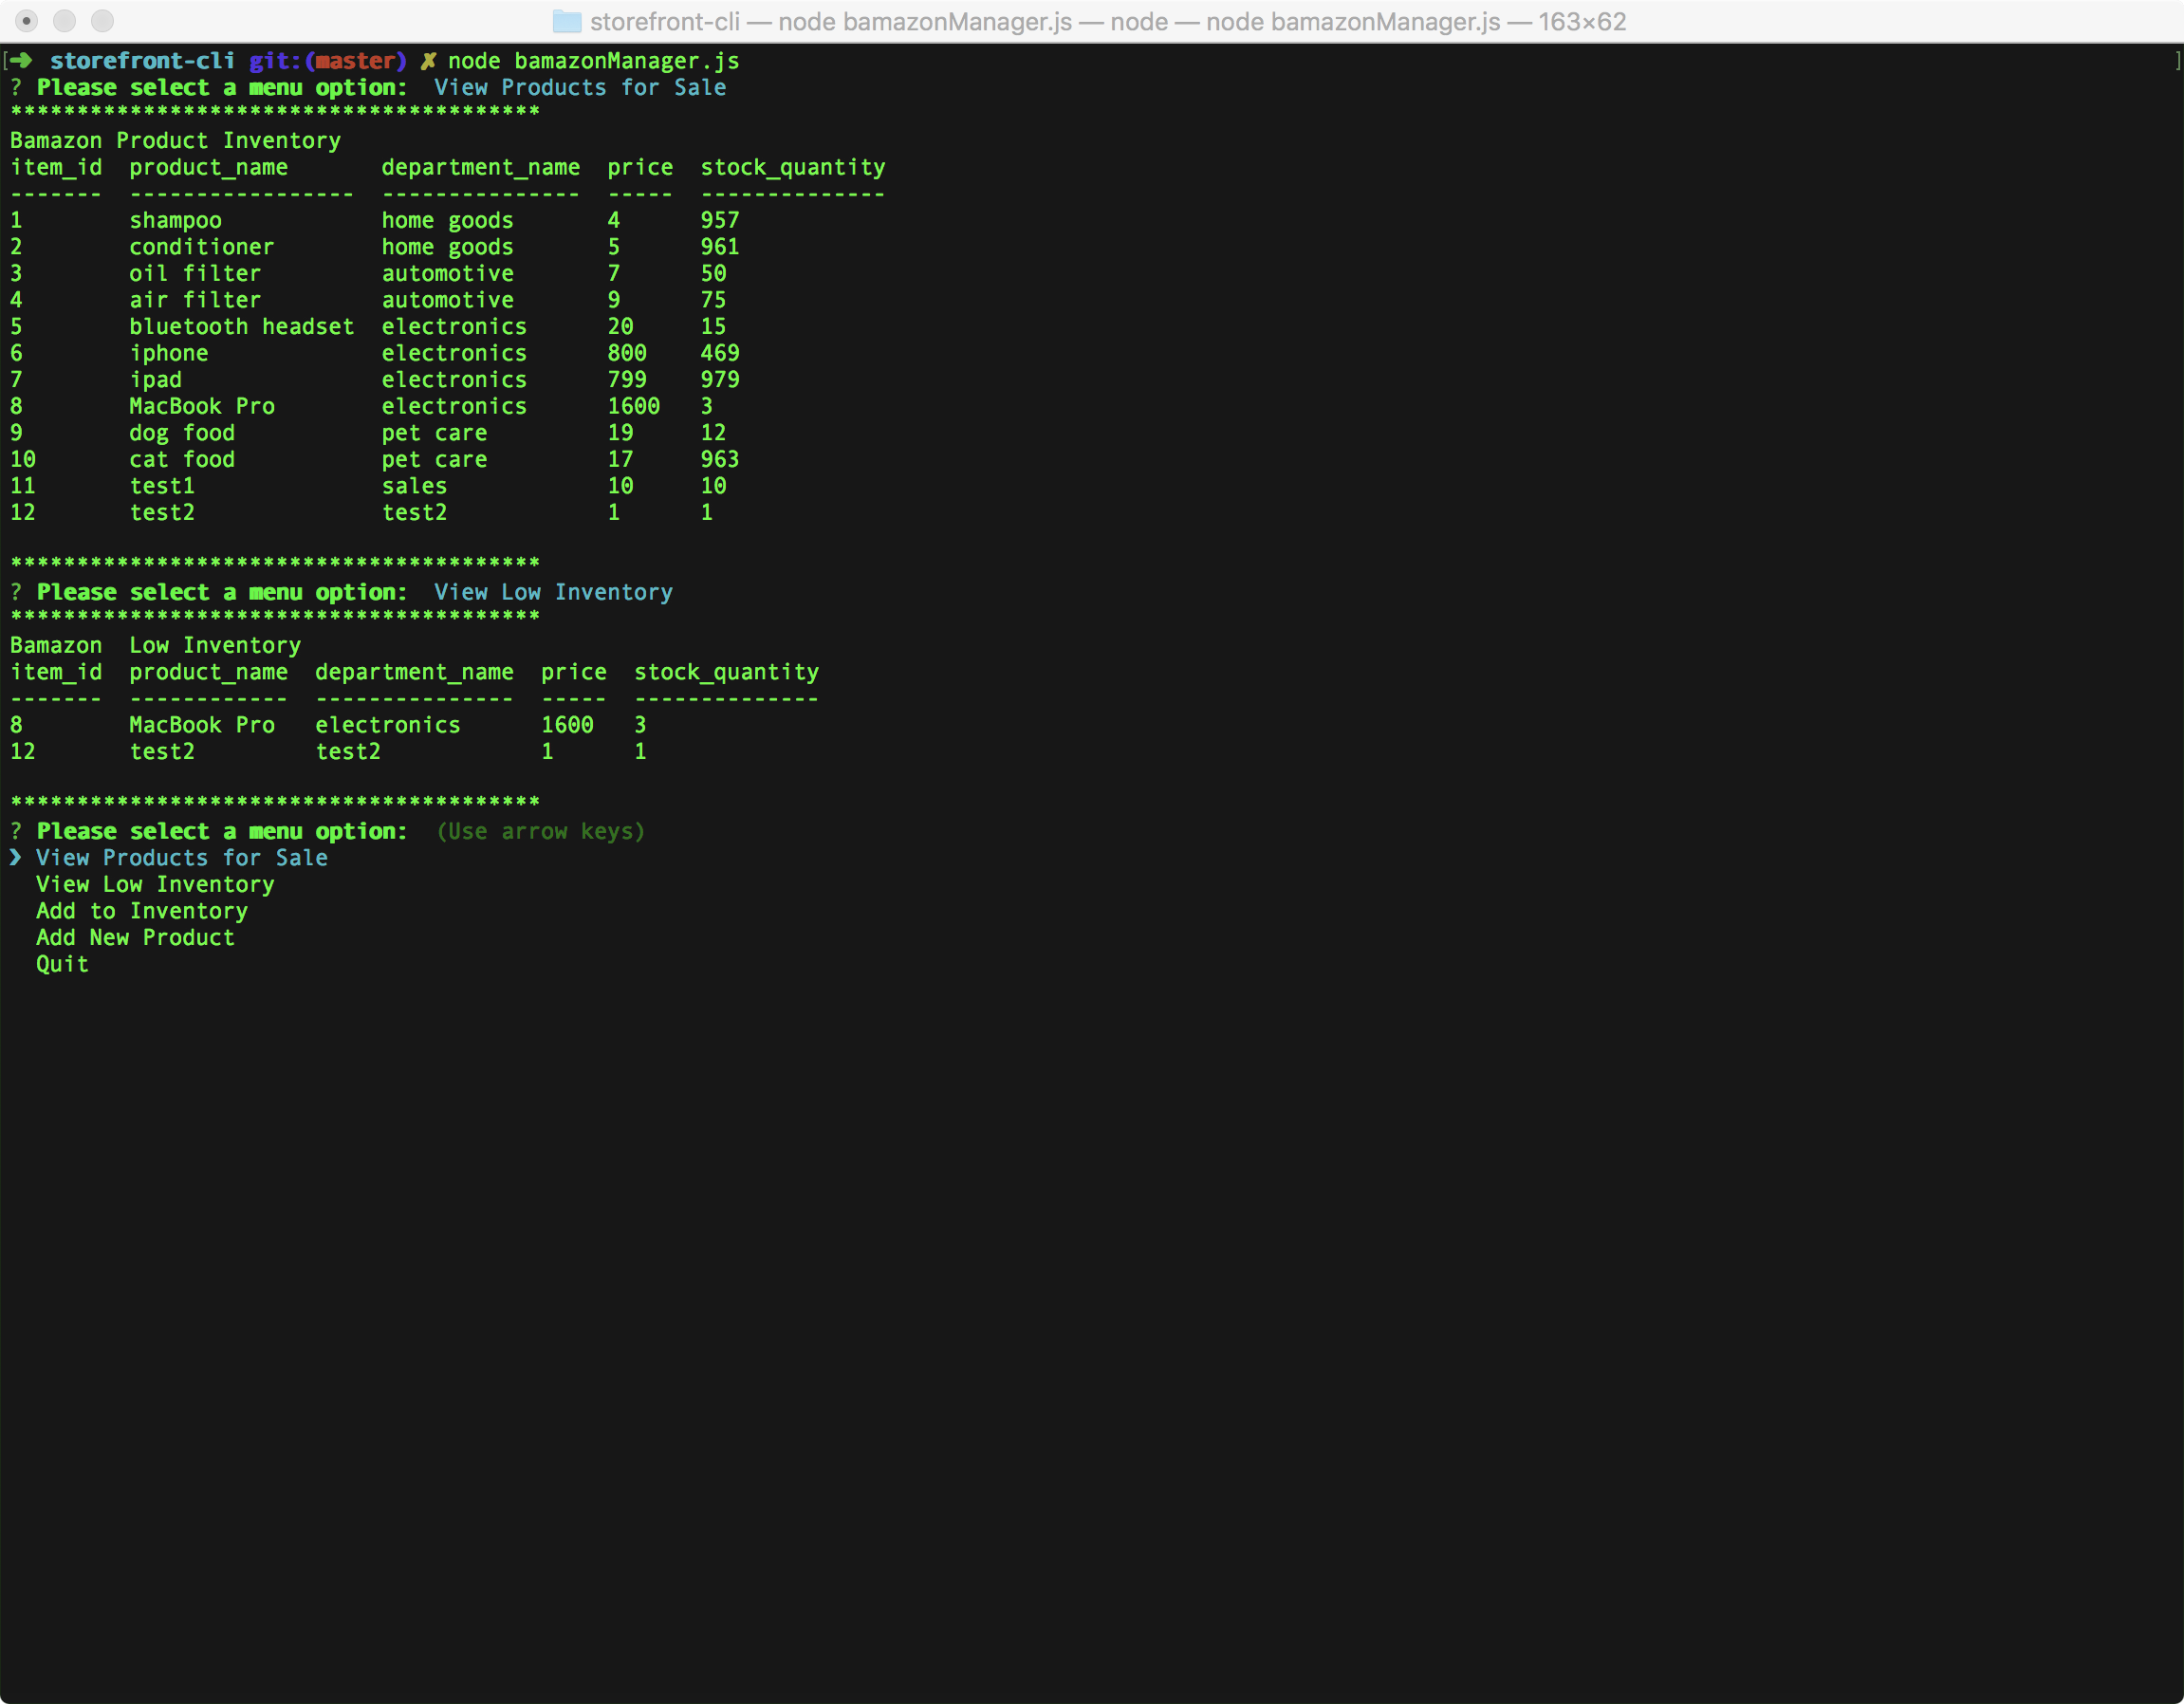 storefront-cli — node bamazonManager.js — node — node bamazonManager.js — 163×62
[➜  storefront-cli git:(master) ✗ node bamazonManager.js ]
? Please select a menu option:  View Products for Sale
****************************************
Bamazon Product Inventory
item_id  product_name       department_name  price  stock_quantity
-------  -----------------  ---------------  -----  --------------
1        shampoo            home goods       4      957
2        conditioner        home goods       5      961
3        oil filter         automotive       7      50
4        air filter         automotive       9      75
5        bluetooth headset  electronics      20     15
6        iphone             electronics      800    469
7        ipad               electronics      799    979
8        MacBook Pro        electronics      1600   3
9        dog food           pet care         19     12
10       cat food           pet care         17     963
11       test1              sales            10     10
12       test2              test2            1      1
****************************************
? Please select a menu option:  View Low Inventory
****************************************
Bamazon  Low Inventory
item_id  product_name  department_name  price  stock_quantity
-------  ------------  ---------------  -----  --------------
8        MacBook Pro   electronics      1600   3
12       test2         test2            1      1
****************************************
? Please select a menu option:  (Use arrow keys)
❯ View Products for Sale
  View Low Inventory
  Add to Inventory
  Add New Product
  Quit